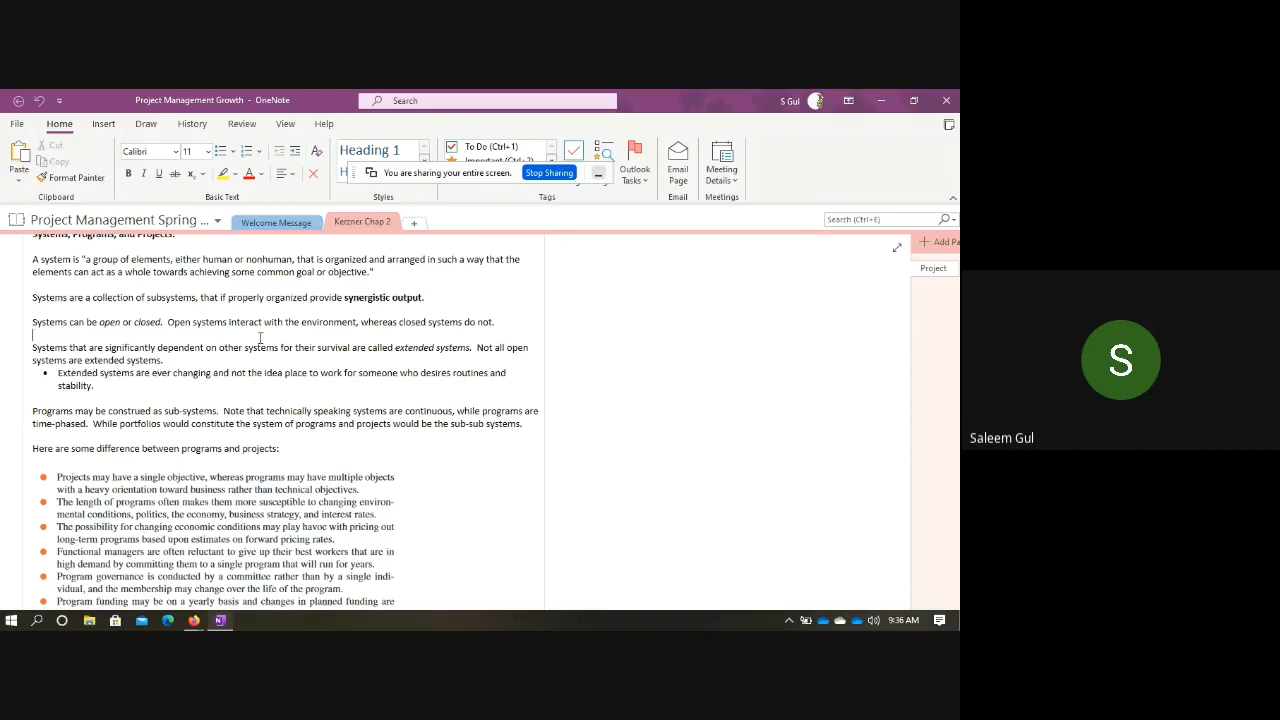 Project Management Growth - OneNote
Search
S Gul
File Home Insert Draw History Review View Help
Paste
Cut
Copy
Format Painter
Clipboard
Calibri 11
B I U ab x A
Basic Text
Heading 1
H
Styles
To Do (Ctrl+1)
Important (Ctrl+2)
Tags
You are sharing your entire screen. Stop Sharing
Outlook
Tasks
Email
Page
Email
Meeting
Details
Meetings
Project Management Spring ... Welcome Message Kerzner Chap 2 Search (Ctrl+E)
Add Pa
Project
Systems, Programs, and Projects.
A system is "a group of elements, either human or nonhuman, that is organized and arranged in such a way that the
elements can act as a whole towards achieving some common goal or objective."
Systems are a collection of subsystems, that if properly organized provide synergistic output.
Systems can be open or closed. Open systems interact with the environment, whereas closed systems do not.
Systems that are significantly dependent on other systems for their survival are called extended systems. Not all open
systems are extended systems.
• Extended systems are ever changing and not the idea place to work for someone who desires routines and
stability.
Programs may be construed as sub-systems. Note that technically speaking systems are continuous, while programs are
time-phased. While portfolios would constitute the system of programs and projects would be the sub-sub systems.
Here are some difference between programs and projects:
• Projects may have a single objective, whereas programs may have multiple objects
with a heavy orientation toward business rather than technical objectives.
• The length of programs often makes them more susceptible to changing environ-
mental conditions, politics, the economy, business strategy, and interest rates.
• The possibility for changing economic conditions may play havoc with pricing out
long-term programs based upon estimates on forward pricing rates.
• Functional managers are often reluctant to give up their best workers that are in
high demand by committing them to a single program that will run for years.
• Program governance is conducted by a committee rather than by a single indi-
vidual, and the membership may change over the life of the program.
• Program funding may be on a yearly basis and changes in planned funding are
9:36 AM
S
Saleem Gul